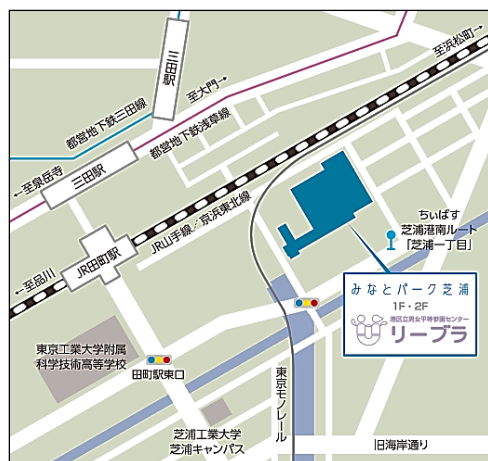 三田駅
至大門→
至浜松町→
都営地下鉄三田線
都営地下鉄浅草線
←至泉岳寺
三田駅
JR山手線/京浜東北線
JR田町駅
←至品川
ちぃばす
芝浦港南ルート
「芝浦一丁目」
みなとパーク芝浦
1F・2F
港区立男女平等参画センター
リーブラ
東京工業大学附属
科学技術高等学校
田町駅東口
東京モノレール
芝浦工業大学
芝浦キャンパス
旧海岸通り